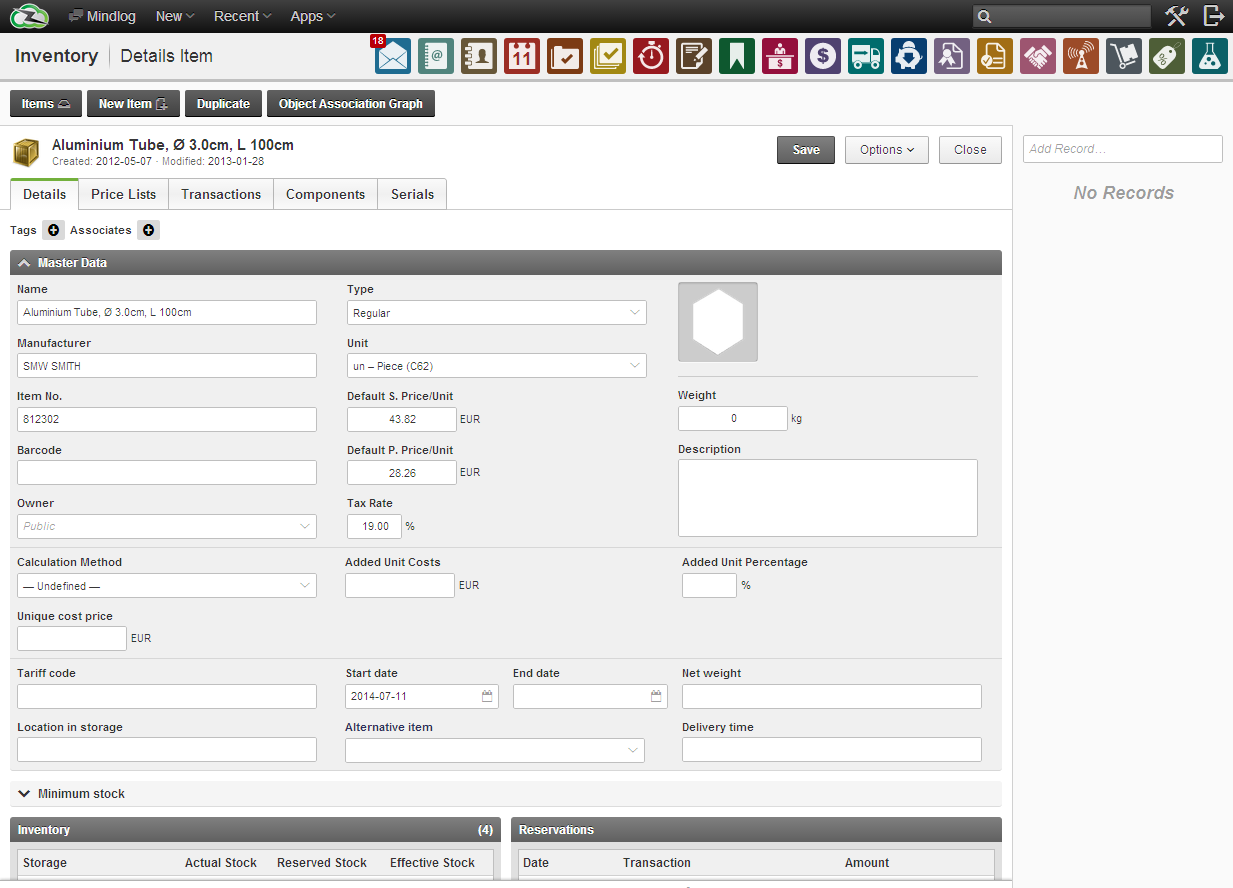 Mindlog New Recent Apps
Inventory Details Item
18
@
11
$
$
Items New Item Duplicate Object Association Graph
Aluminium Tube, Ø 3.0cm, L 100cm
Created: 2012-05-07 · Modified: 2013-01-28
Save Options Close
Add Record…
No Records
Details Price Lists Transactions Components Serials
Tags Associates
Master Data
Name Type
Aluminium Tube, Ø 3.0cm, L 100cm Regular
Manufacturer Unit
SMW SMITH un – Piece (C62)
Item No. Default S. Price/Unit Weight
812302 43.82 EUR 0 kg
Barcode Default P. Price/Unit Description
28.26 EUR
Owner Tax Rate
Public 19.00 %
Calculation Method Added Unit Costs Added Unit Percentage
— Undefined — EUR %
Unique cost price
EUR
Tariff code Start date End date Net weight
2014-07-11
Location in storage Alternative item Delivery time
Minimum stock
Inventory (4) Reservations
Storage Actual Stock Reserved Stock Effective Stock Date Transaction Amount